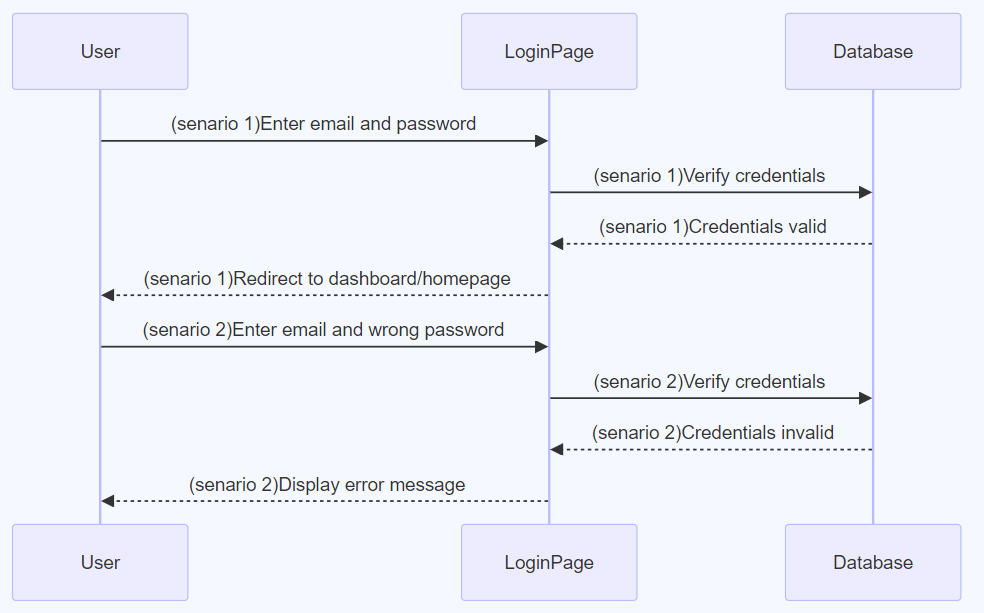 User
LoginPage
Database
(senario 1)Enter email and password
(senario 1)Verify credentials
(senario 1)Credentials valid
(senario 1)Redirect to dashboard/homepage
(senario 2)Enter email and wrong password
(senario 2)Verify credentials
(senario 2)Credentials invalid
(senario 2)Display error message
User
LoginPage
Database